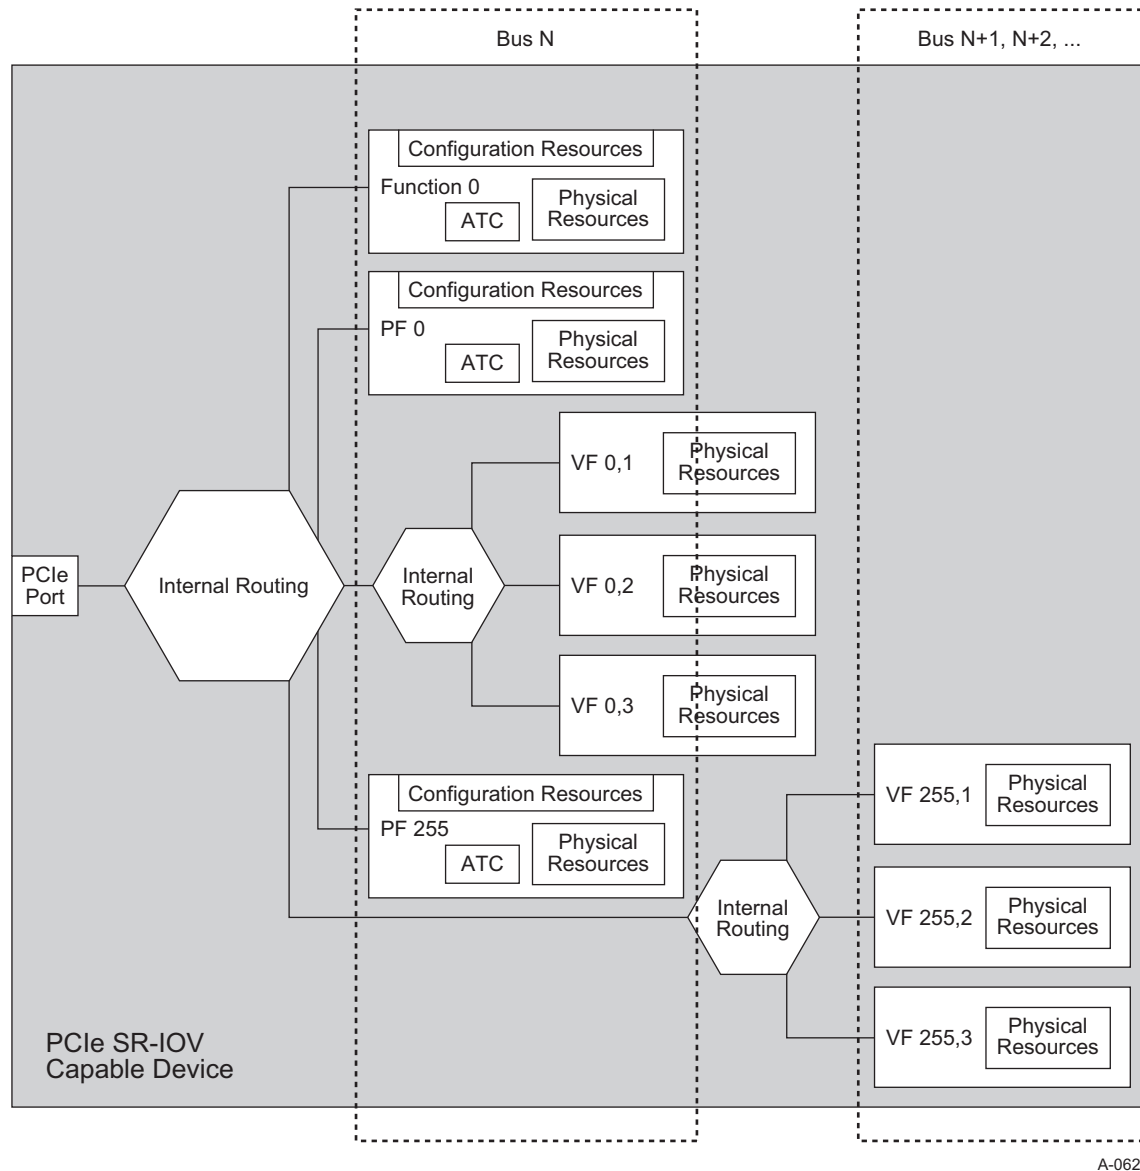 Bus N
Bus N+1, N+2, ...
Configuration Resources
Function 0
ATC
Physical
Resources
Configuration Resources
PF 0
ATC
Physical
Resources
VF 0,1
Physical
Resources
PCIe
Port
Internal Routing
Internal
Routing
VF 0,2
Physical
Resources
VF 0,3
Physical
Resources
Configuration Resources
PF 255
ATC
Physical
Resources
VF 255,1
Physical
Resources
Internal
Routing
VF 255,2
Physical
Resources
VF 255,3
Physical
Resources
PCIe SR-IOV
Capable Device
A-062